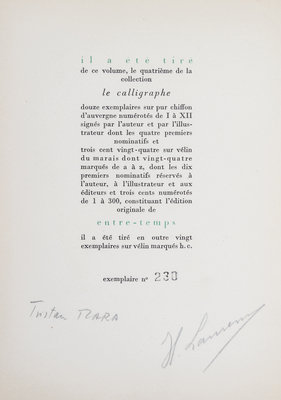 il a été tiré
de ce volume, le quatrième de la
collection
le calligraphe
douze exemplaires sur pur chiffon
d'auvergne numérotés de I à XII
signés par l'auteur et par l'illus-
trateur dont les quatre premiers
nominatifs et
trois cent vingt-quatre sur vélin
du marais dont vingt-quatre
marqués de a à z, dont les dix
premiers nominatifs réservés à
l'auteur, à l'illustrateur et aux
éditeurs et trois cents numérotés
de 1 à 300, constituant l'édition
originale de
entre-temps
il a été tiré en outre vingt
exemplaires sur vélin marqués h. c.
exemplaire nº 230
Tristan TZARA
H. Laurens